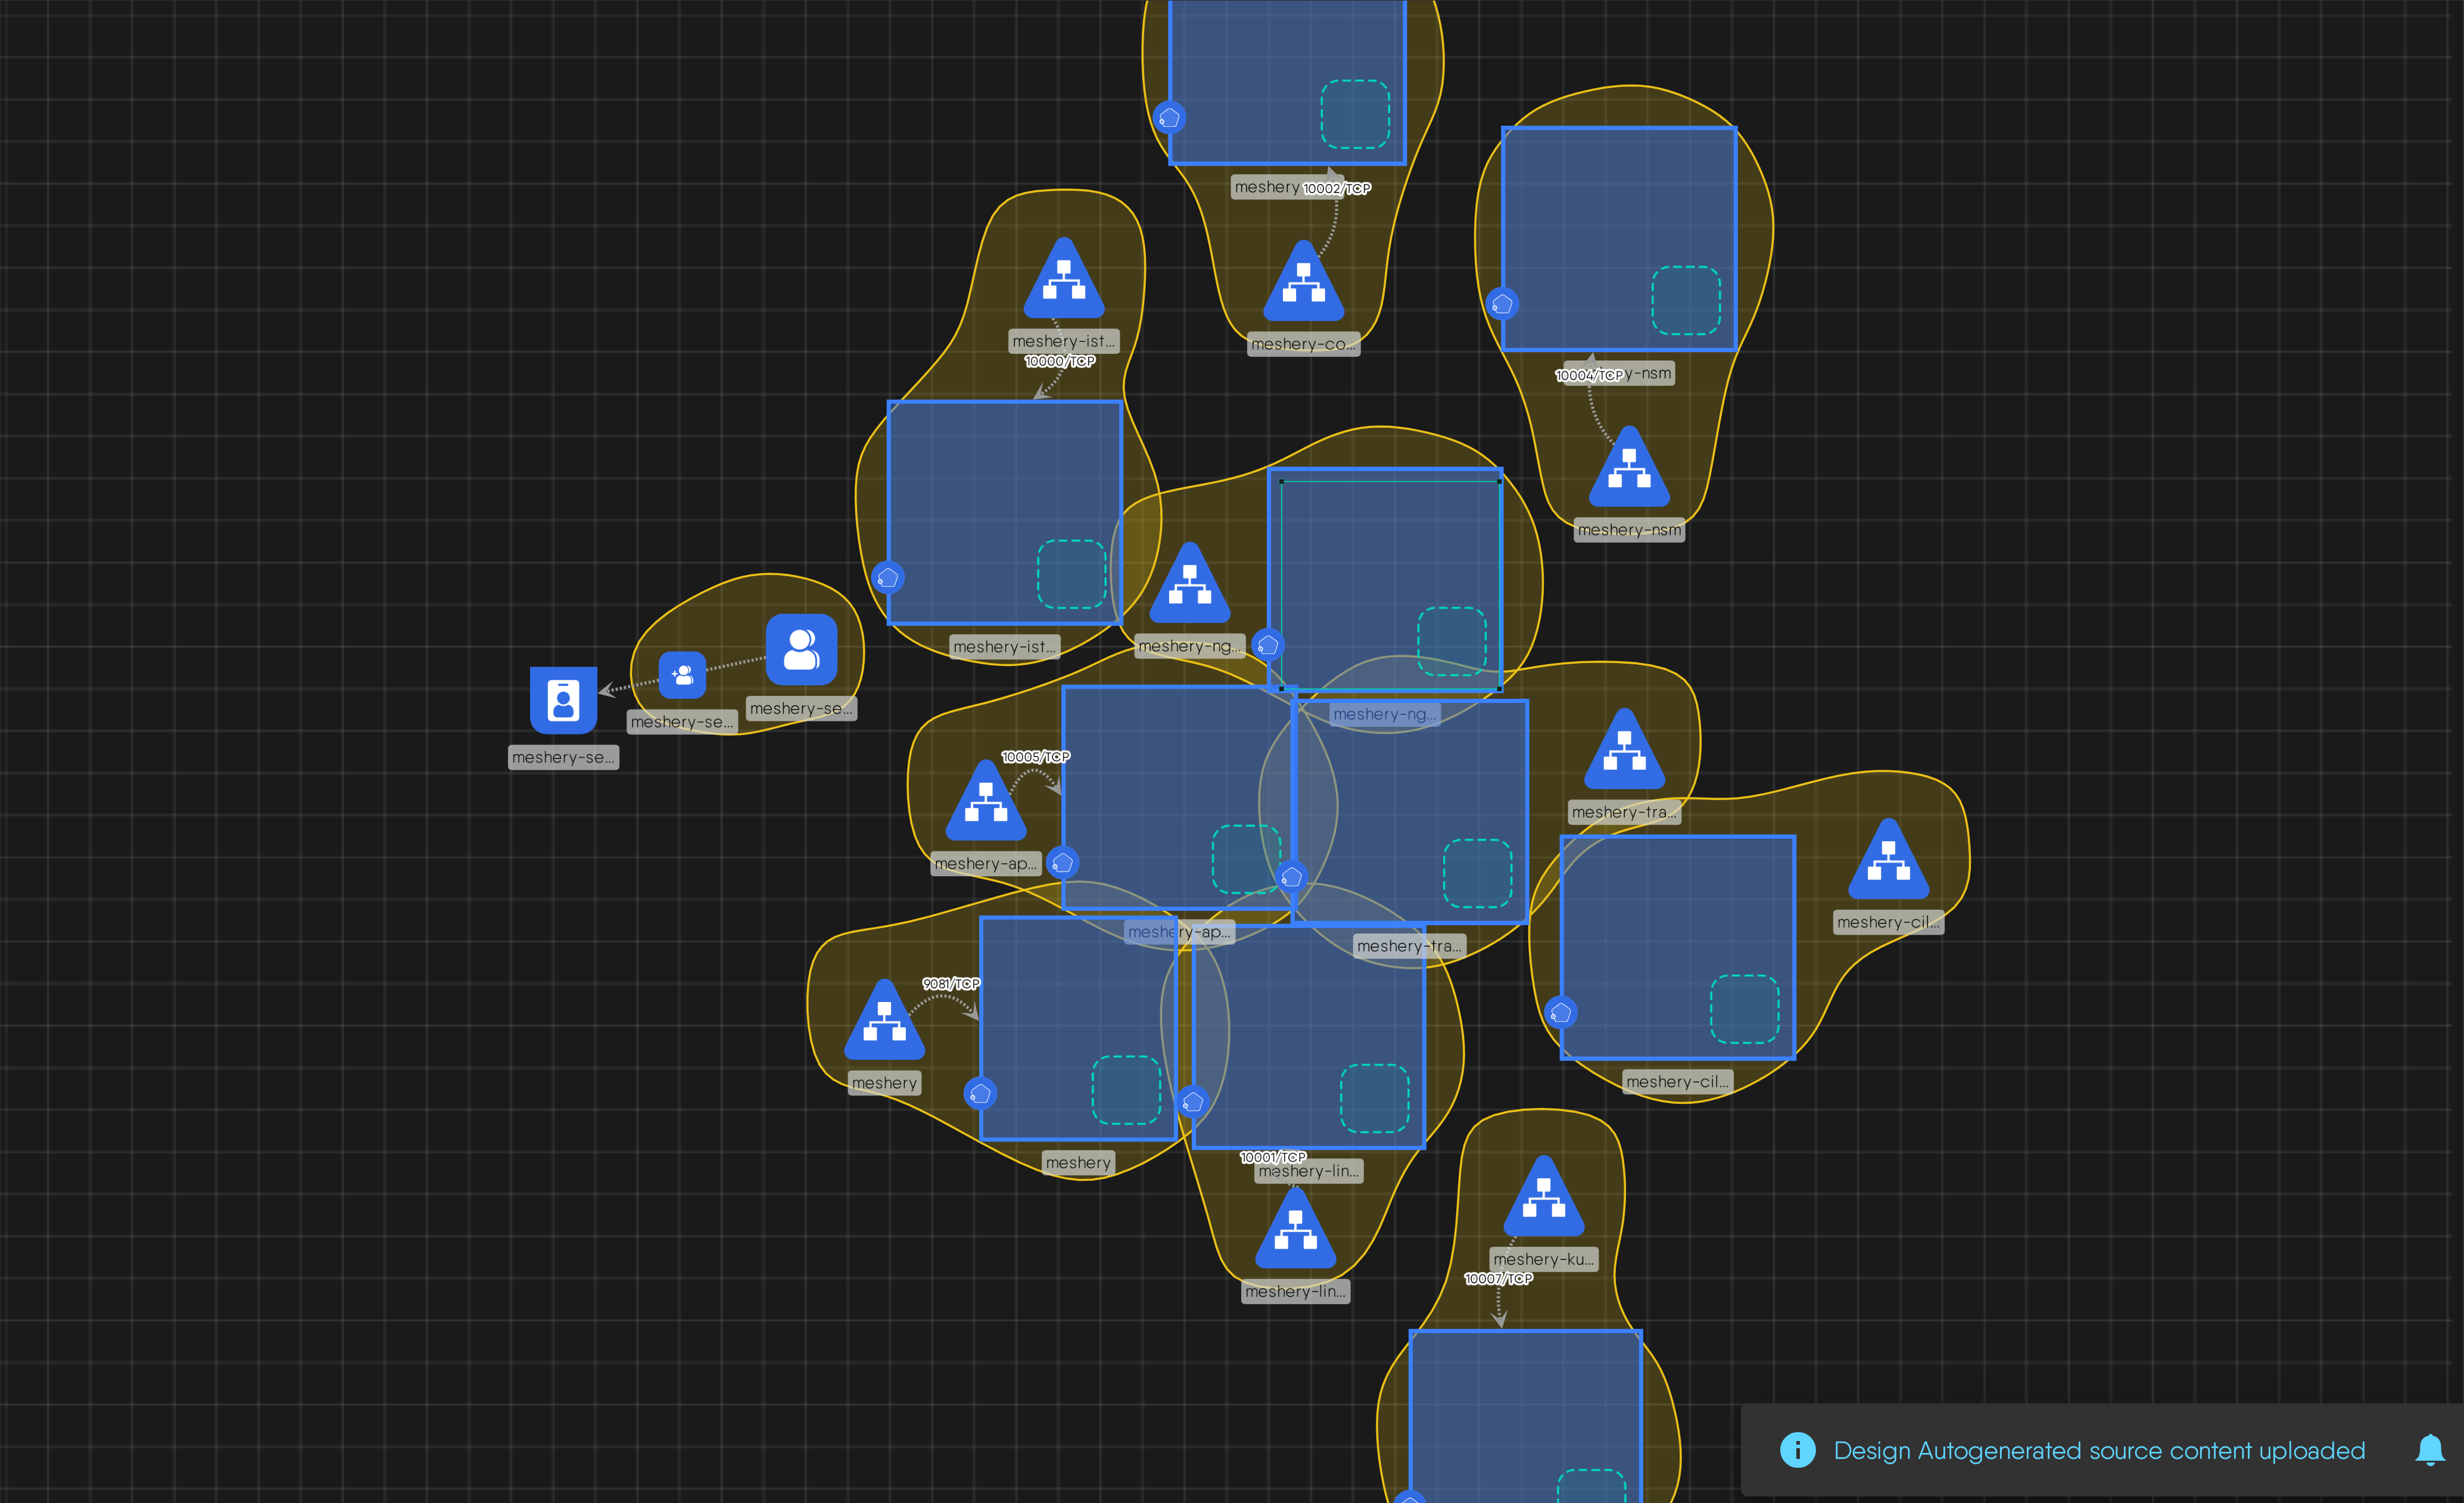 meshery
10002/TCP
meshery-co...
meshery-ist...
10000/TCP
10004/TCP
y-nsm
meshery-nsm
meshery-ist...
meshery-ng...
meshery-ng...
meshery-se...
meshery-se...
meshery-se...
10005/TCP
meshery-tra...
meshery-ap...
meshery-ap...
meshery-tra...
meshery-cil...
9081/TCP
meshery
meshery-cil...
meshery
10001/TCP
meshery-lin...
meshery-lin...
meshery-ku...
10007/TCP
Design Autogenerated source content uploaded